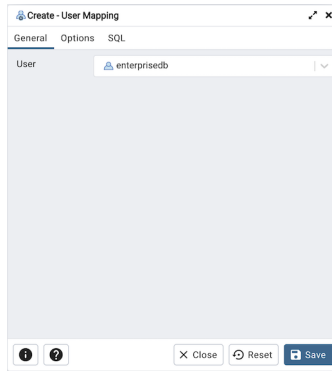 Create - User Mapping
General Options SQL
User enterprisedb
Close Reset Save